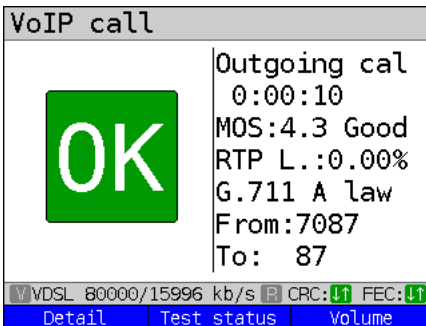 VoIP call
OK
Outgoing cal
0:00:10
MOS:4.3 Good
RTP L.:0.00%
G.711 A law
From:7087
To: 87
V VDSL 80000/15996 kb/s R CRC:↓↑ FEC:↓↑
Detail Test status Volume